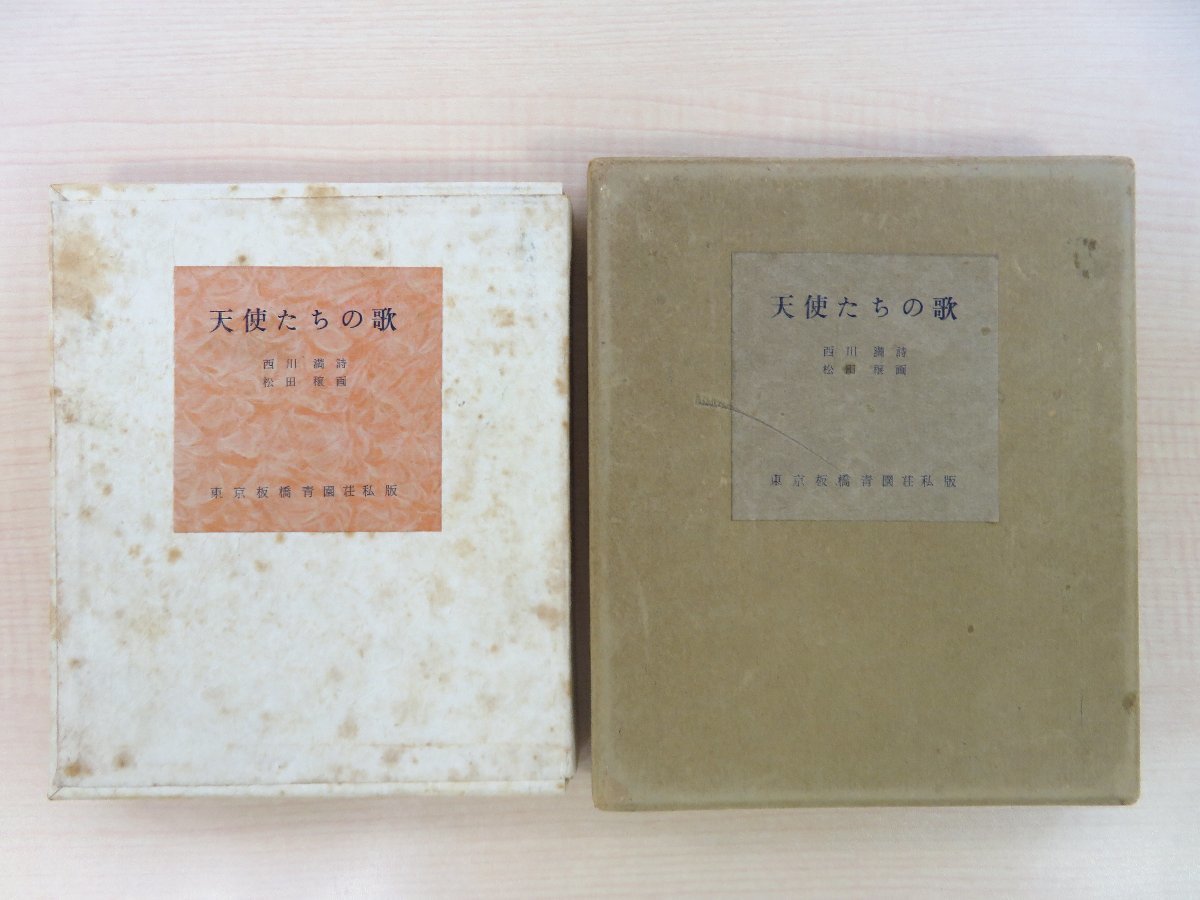 天使たちの歌
西川満詩
松田穣画
東京板橋青園荘私版
天使たちの歌
西川満詩
松田穣画
東京板橋青園荘私版